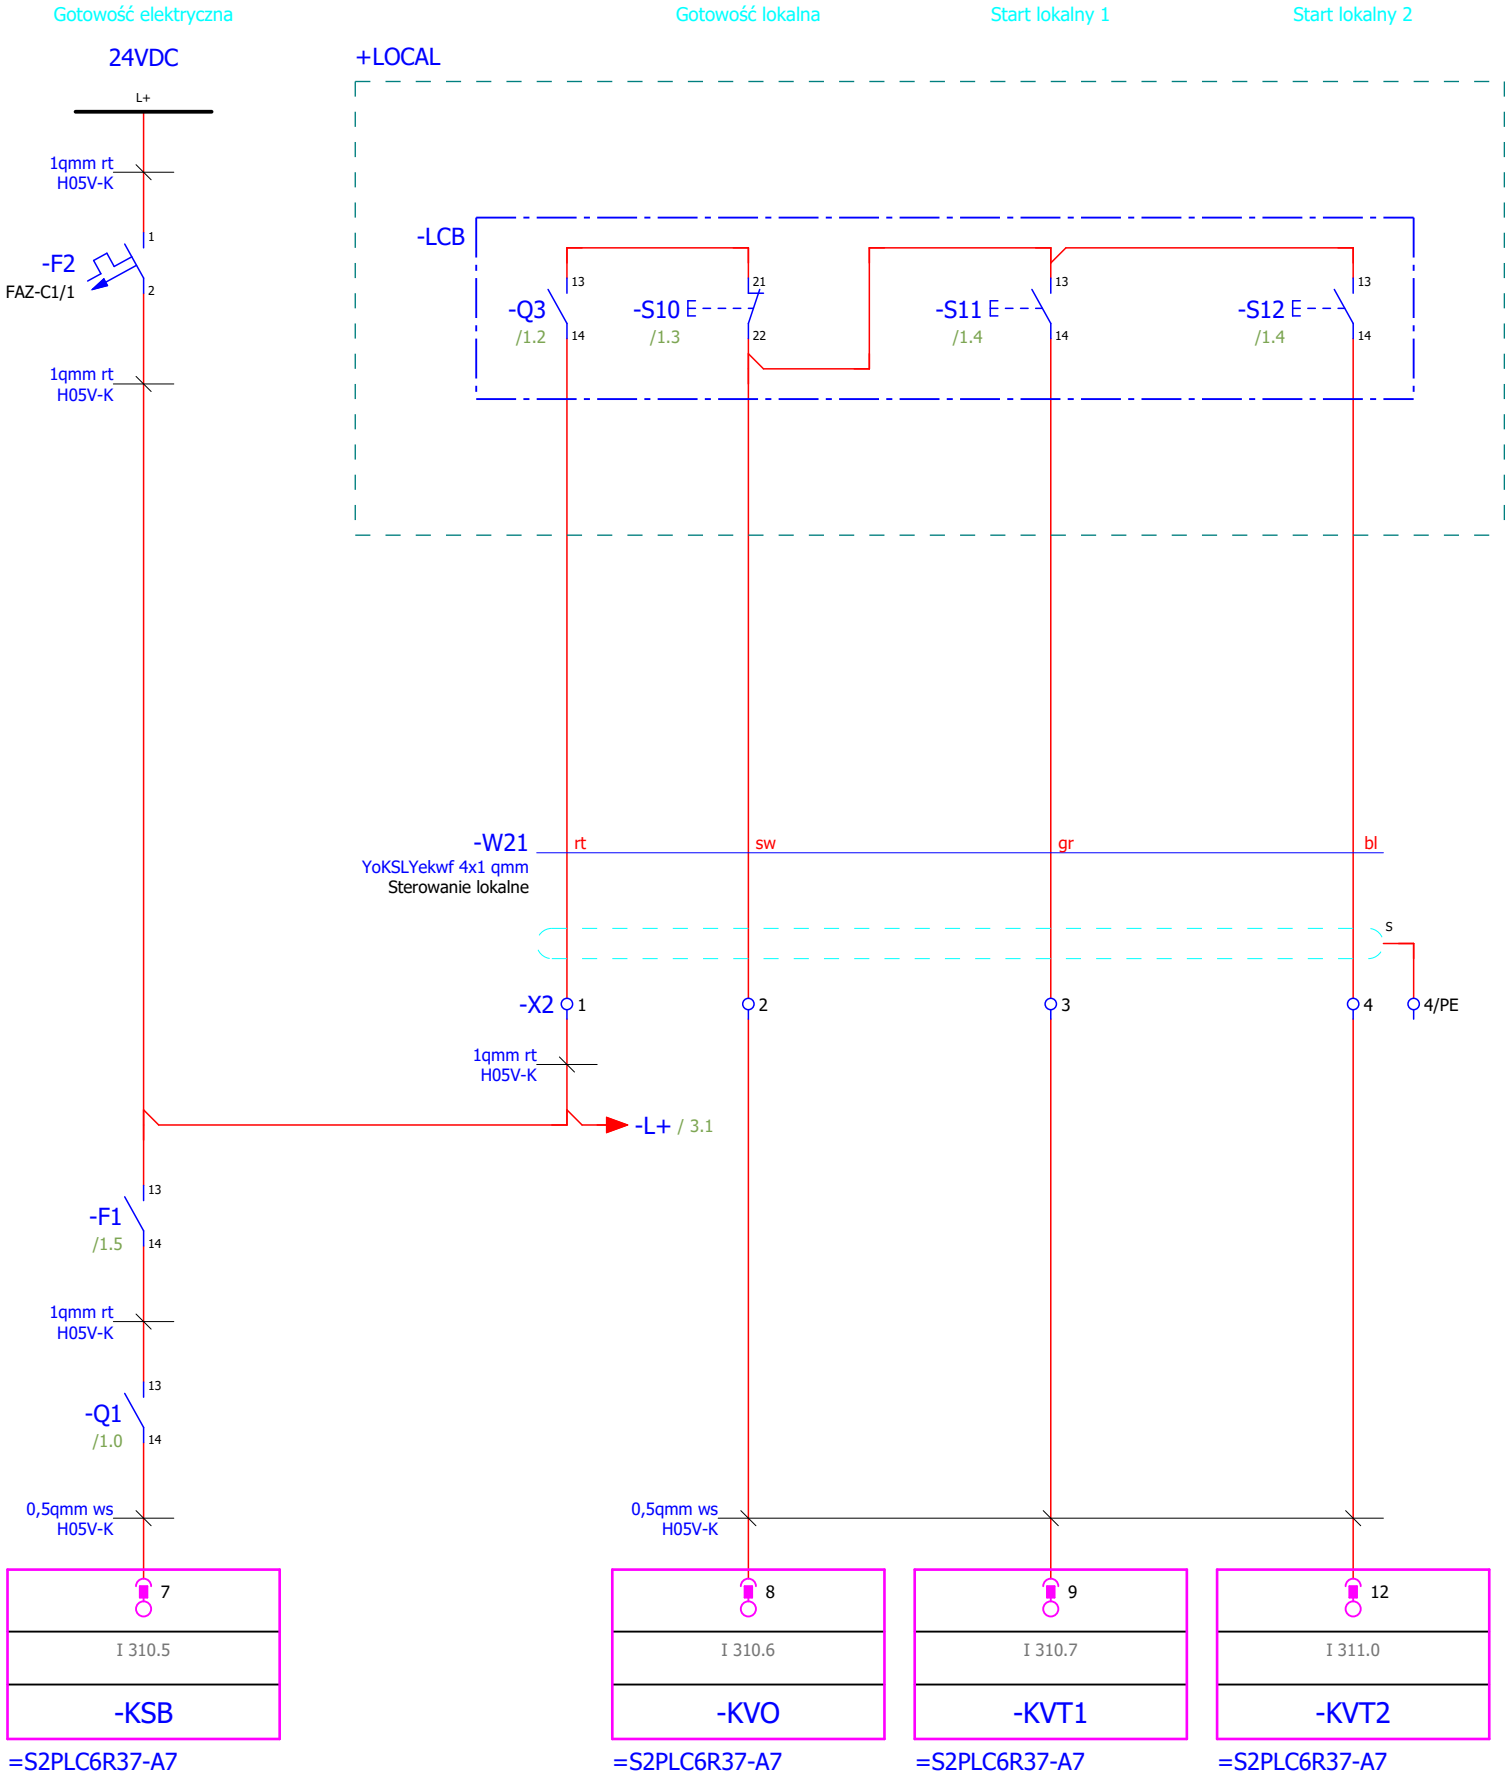 Gotowość elektryczna
Gotowość lokalna
Start lokalny 1
Start lokalny 2
24VDC
+LOCAL
L+
1qmm rt
H05V-K
-F2
FAZ-C1/1
1
2
1qmm rt
H05V-K
-LCB
-Q3
/1.2
13
14
-S10
/1.3
21
22
-S11
/1.4
13
14
-S12
/1.4
13
14
-W21
YoKSLYekwf 4x1 qmm
Sterowanie lokalne
rt
sw
gr
bl
S
-X2
1
2
3
4
4/PE
1qmm rt
H05V-K
-L+ / 3.1
-F1
/1.5
13
14
1qmm rt
H05V-K
-Q1
/1.0
13
14
0,5qmm ws
H05V-K
0,5qmm ws
H05V-K
7
I 310.5
-KSB
=S2PLC6R37-A7
8
I 310.6
-KVO
=S2PLC6R37-A7
9
I 310.7
-KVT1
=S2PLC6R37-A7
12
I 311.0
-KVT2
=S2PLC6R37-A7